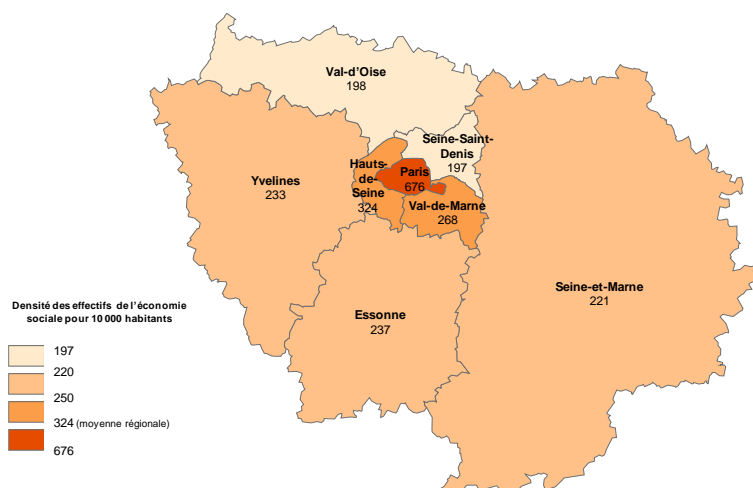 Val-d'Oise
198
Seine-Saint-
Denis
197
Hauts-
de-
Seine
324
Paris
676
Yvelines
233
Val-de-Marne
268
Seine-et-Marne
221
Essonne
237
Densité des effectifs de l'économie
sociale pour 10 000 habitants
197
220
250
324 (moyenne régionale)
676